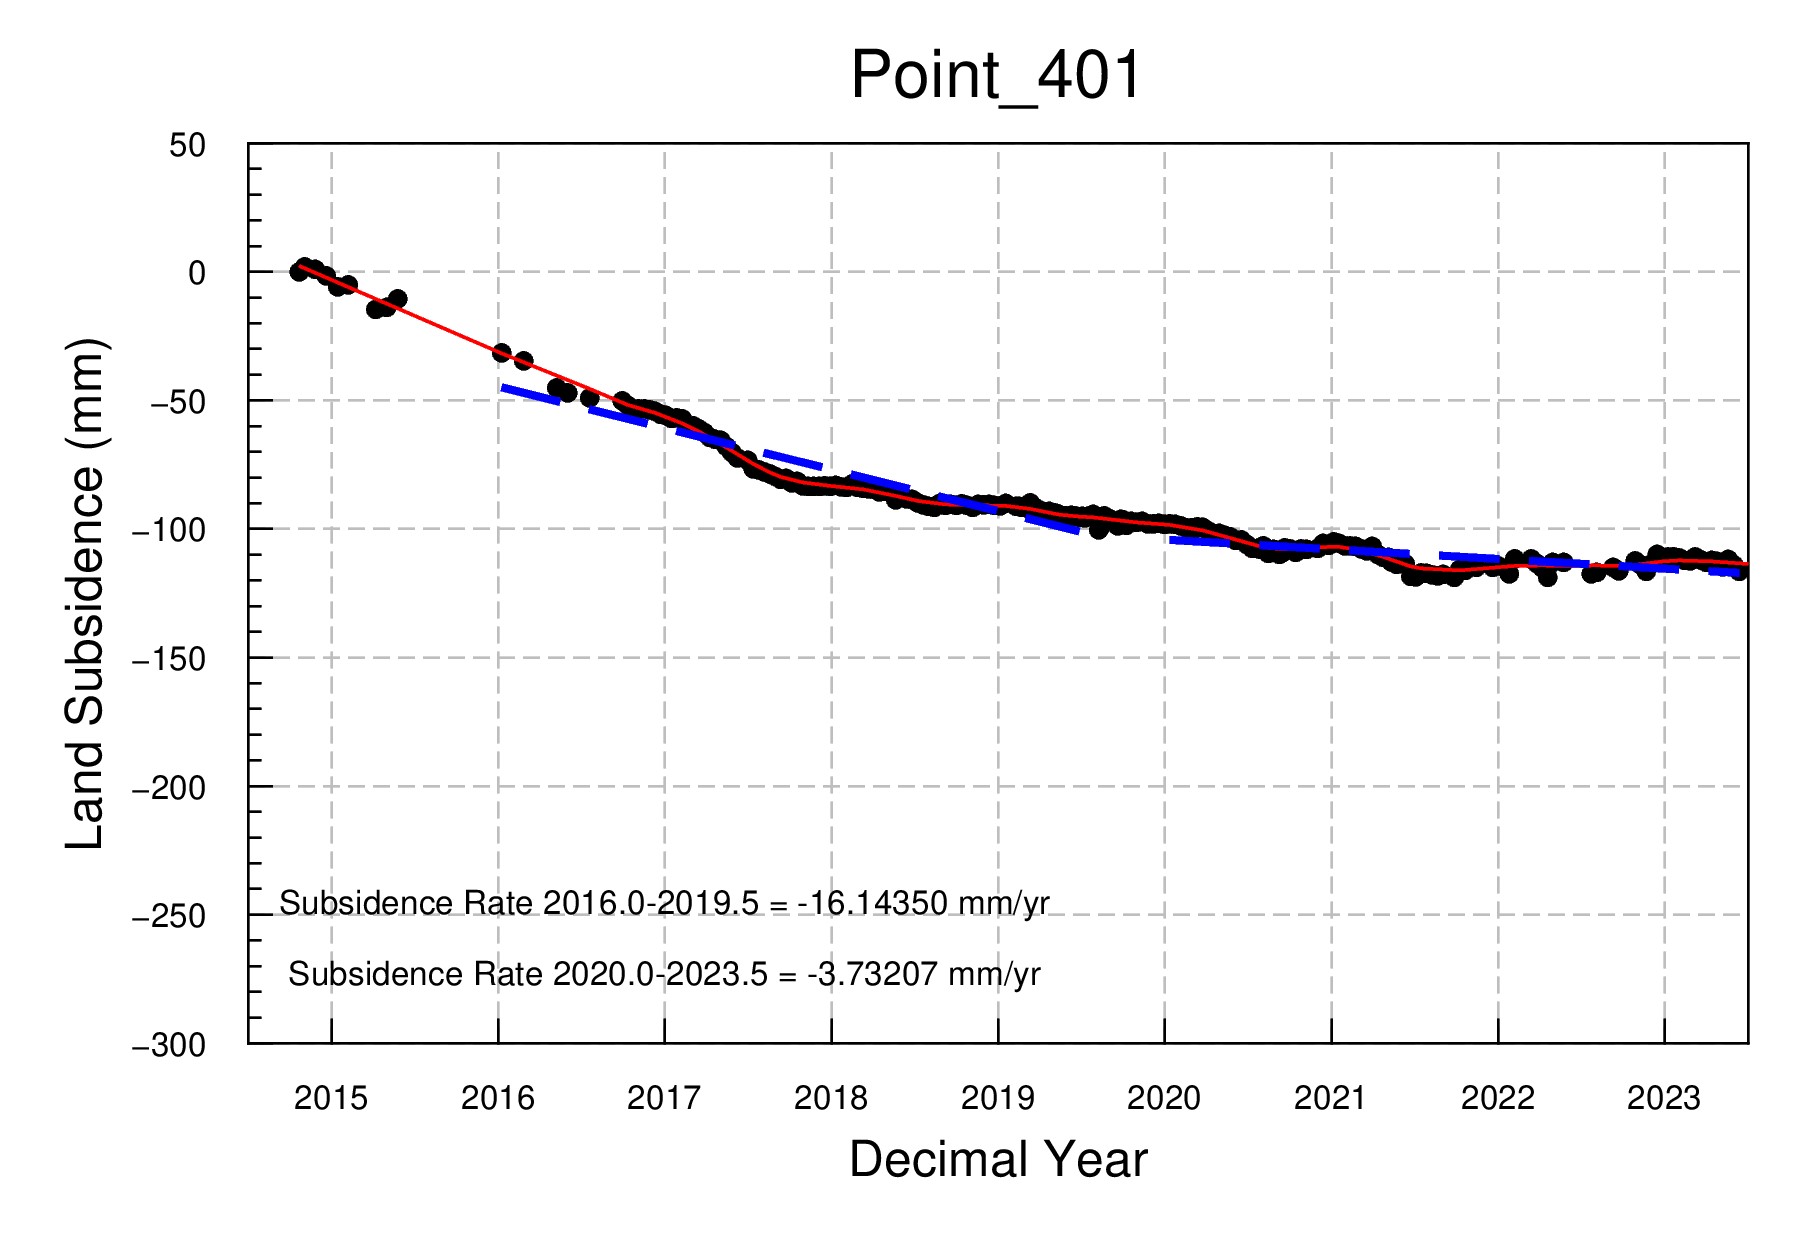 Point_401
50
0
−50
−100
−150
−200
−250
−300
Land Subsidence (mm)
Subsidence Rate 2016.0-2019.5 = -16.14350 mm/yr
Subsidence Rate 2020.0-2023.5 = -3.73207 mm/yr
2015 2016 2017 2018 2019 2020 2021 2022 2023
Decimal Year